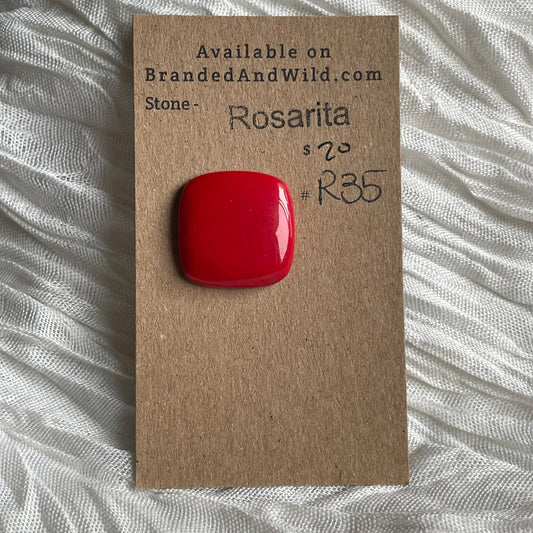 Available on
BrandedAndWild.com
Stone - Rosarita
$ 20
# R35